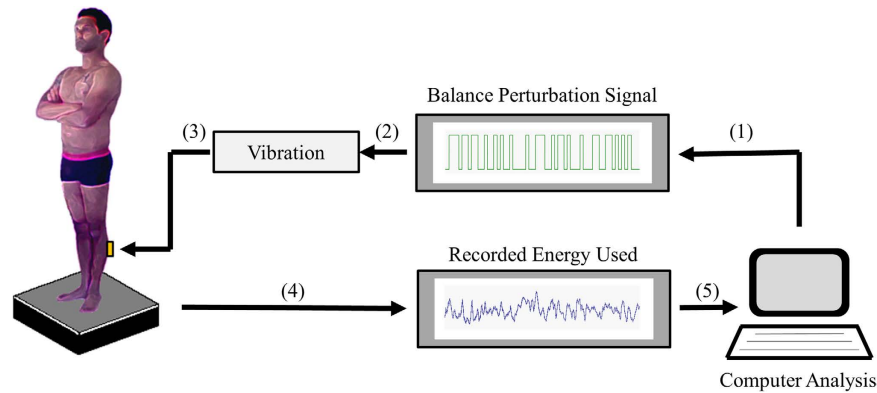 Balance Perturbation Signal
(3)
Vibration
(2)
(1)
Recorded Energy Used
(4)
(5)
Computer Analysis